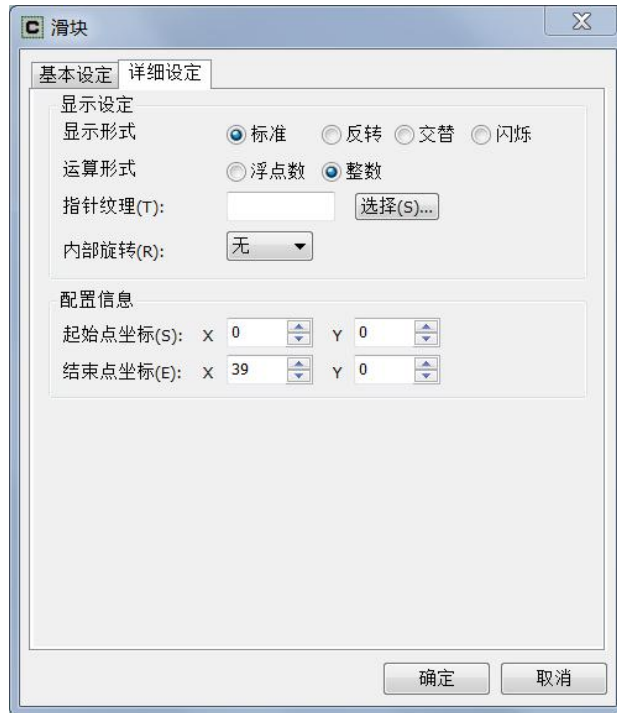 C 滑块
基本设定 详细设定
显示设定
显示形式 标准 反转 交替 闪烁
运算形式 浮点数 整数
指针纹理(T): 选择(S)...
内部旋转(R): 无
配置信息
起始点坐标(S): X 0 Y 0
结束点坐标(E): X 39 Y 0
确定 取消